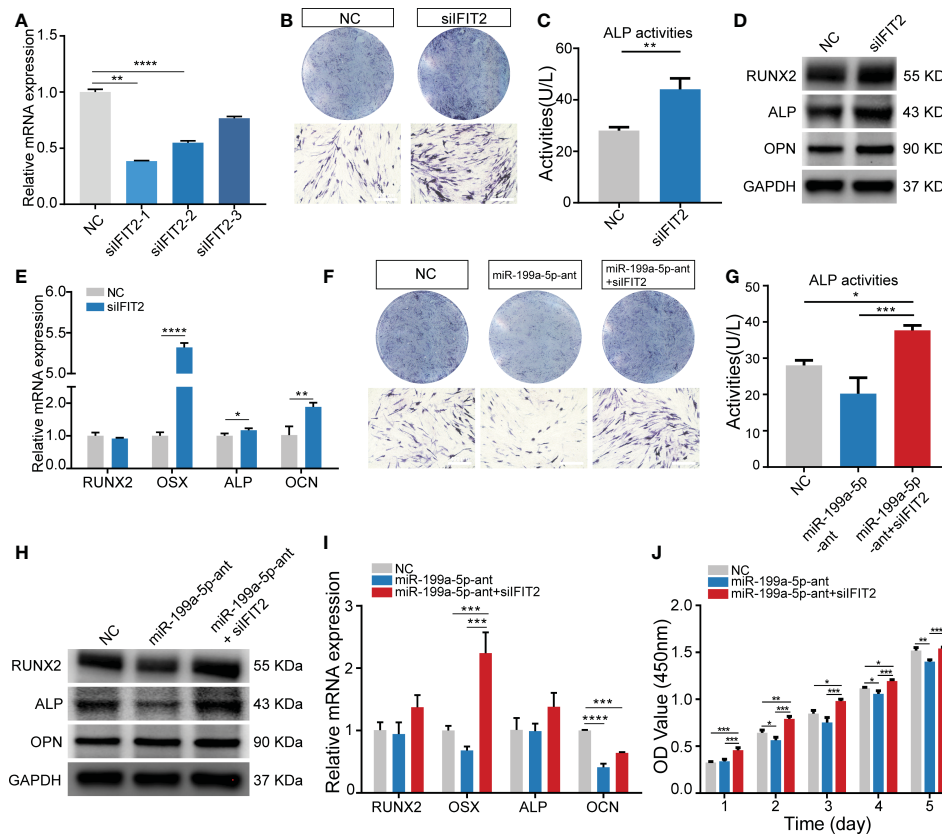 A
Relative mRNA expression
1.5
1.0
0.5
0.0
****
**
NC
siIFIT2-1
siIFIT2-2
siIFIT2-3
B
NC
siIFIT2
C
ALP activities
**
Activities(U/L)
60
40
20
0
NC
siIFIT2
D
NC
siIFIT2
RUNX2 55 KD
ALP 43 KD
OPN 90 KD
GAPDH 37 KD
E
NC
siIFIT2
Relative mRNA expression
6.0
5.5
5.0
2.0
1.0
0.0
****
*
**
RUNX2 OSX ALP OCN
F
NC
miR-199a-5p-ant
miR-199a-5p-ant
+siIFIT2
G
ALP activities
*
***
Activities(U/L)
50
40
30
20
10
0
NC
miR-199a-5p
-ant
miR-199a-5p
-ant+siIFIT2
H
NC
miR-199a-5p-ant
miR-199a-5p-ant
+ siIFIT2
RUNX2 55 KDa
ALP 43 KDa
OPN 90 KDa
GAPDH 37 KDa
I
NC
miR-199a-5p-ant
miR-199a-5p-ant+siIFIT2
Relative mRNA expression
3
2
1
0
***
***
***
****
RUNX2 OSX ALP OCN
J
NC
miR-199a-5p-ant
miR-199a-5p-ant+siIFIT2
OD Value (450nm)
2.0
1.5
1.0
0.5
0.0
***
***
**
***
*
*
***
*
***
*
**
***
1 2 3 4 5
Time (day)